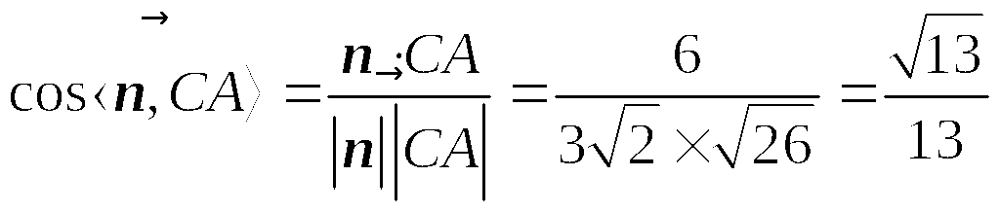 cos⟨n, CA⟩ = n·CA / |n||CA| = 6 / 3√2 × √26 = √13 / 13